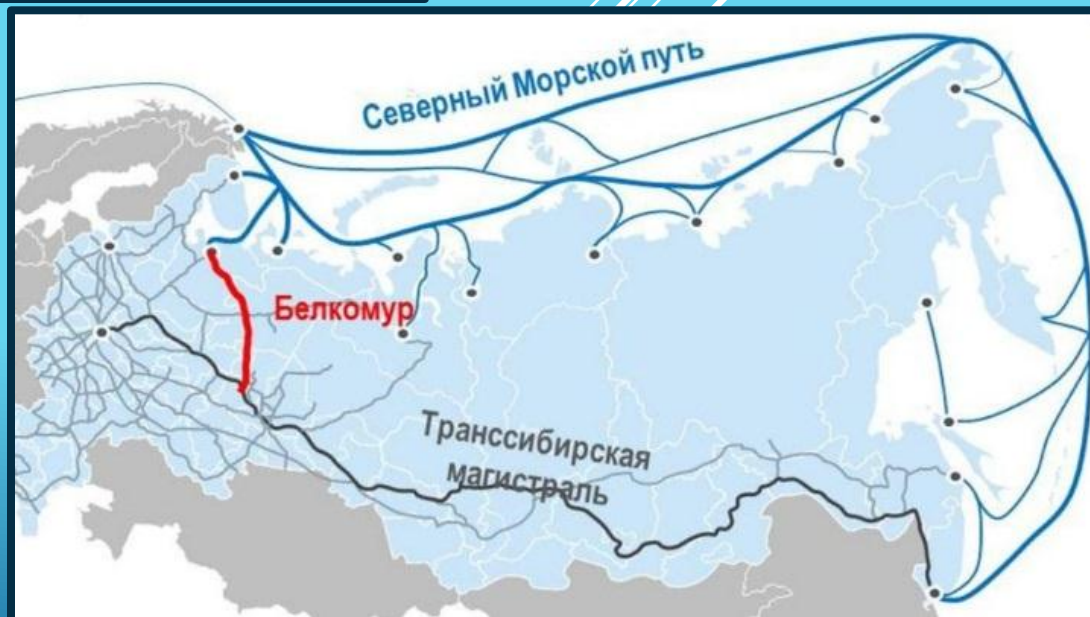 Северный Морской путь
Белкомур
Транссибирская
магистраль